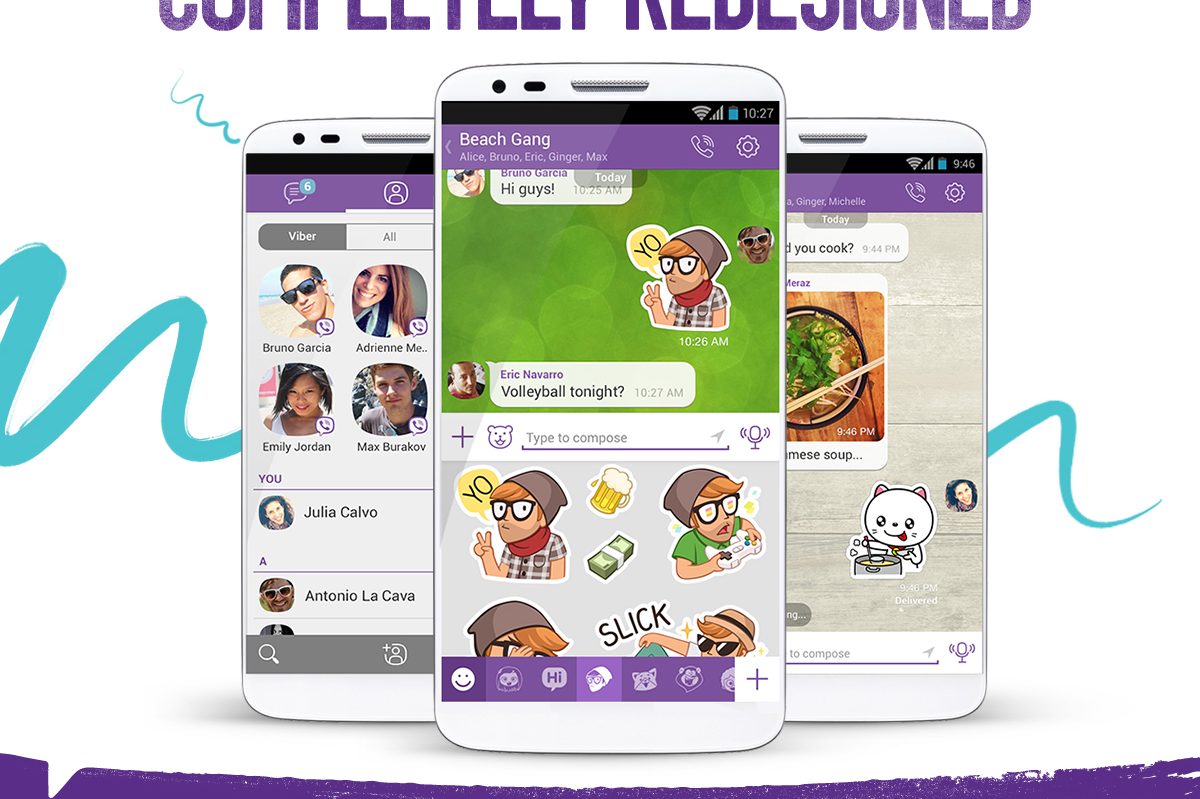 COMPLETELY REDESIGNED
6
Viber
All
Bruno Garcia
Adrienne Me..
Emily Jordan
Max Burakov
YOU
Julia Calvo
A
Antonio La Cava
10:27
Beach Gang
Alice, Bruno, Eric, Ginger, Max
Bruno Garcia
Today
Hi guys!
10:25 AM
YO
10:26 AM
Eric Navarro
Volleyball tonight?
10:27 AM
Type to compose
YO
SLICK
Hi
9:46
a, Ginger, Michelle
Today
d you cook?
9:44 PM
Meraz
9:46 PM
mese soup...
9:46 PM
Delivered
ng...
to compose